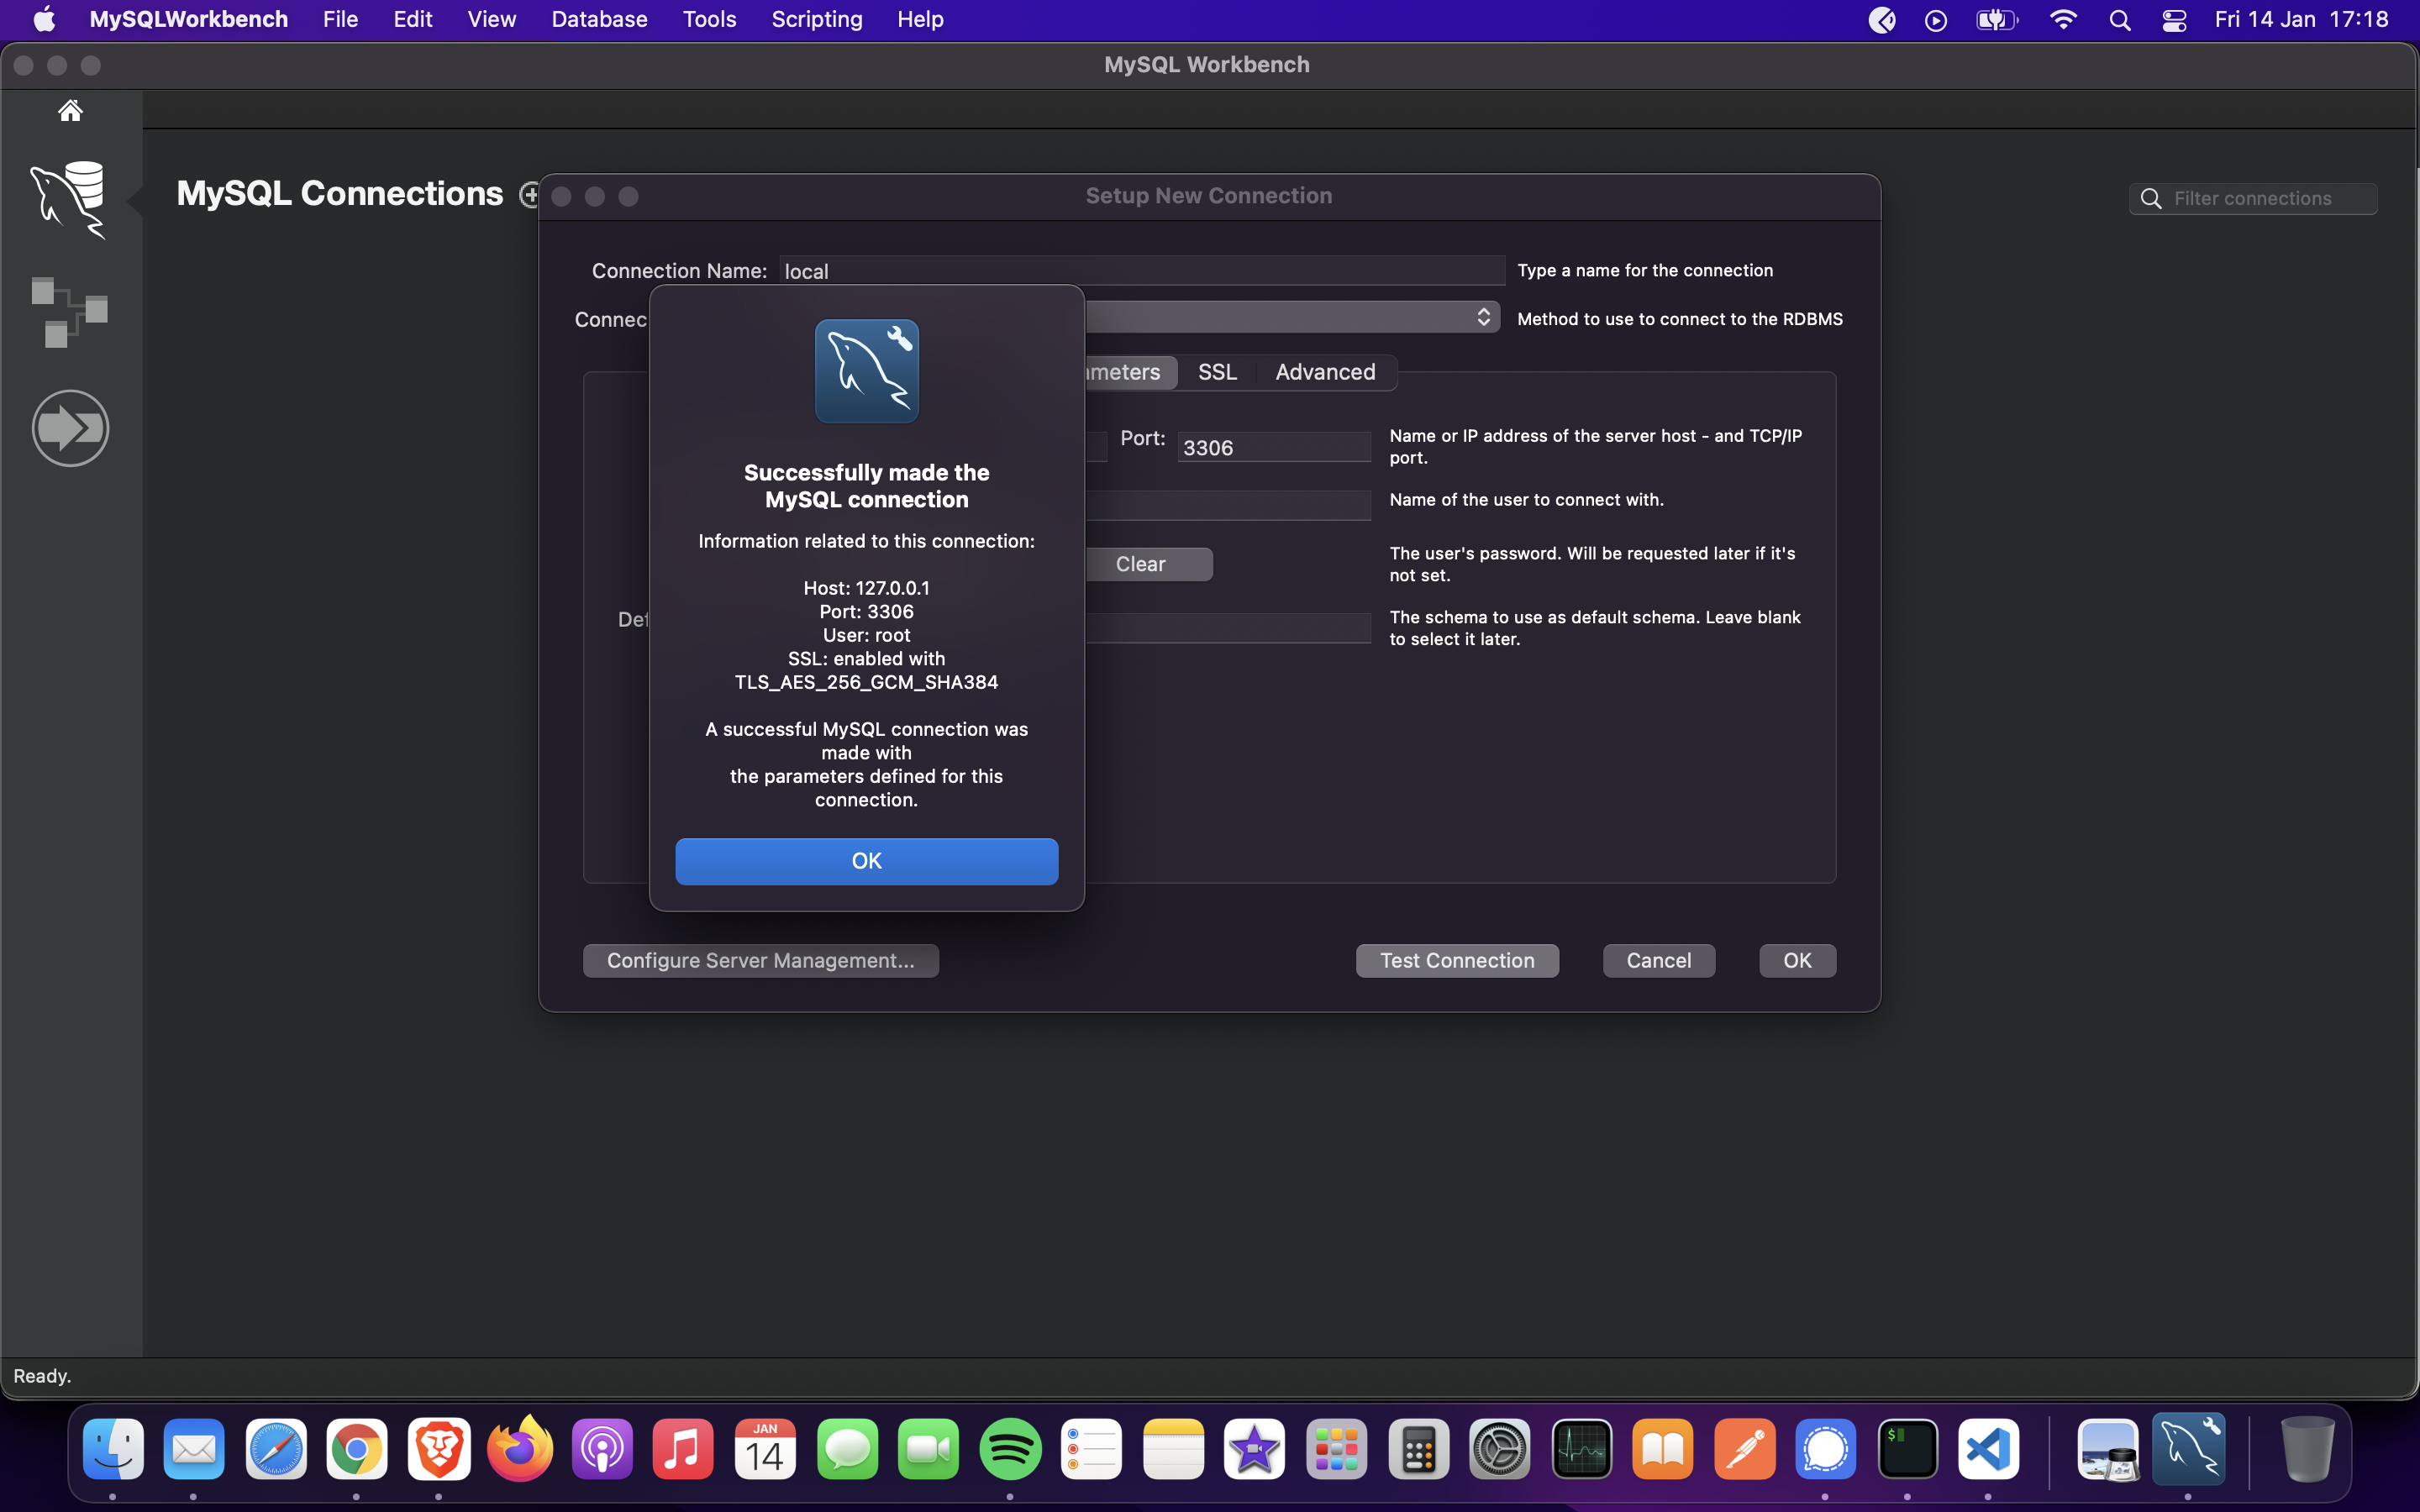 MySQLWorkbench File Edit View Database Tools Scripting Help Fri 14 Jan 17:18
MySQL Workbench
MySQL Connections
Filter connections
Setup New Connection
Connection Name: local Type a name for the connection
Connec Method to use to connect to the RDBMS
ameters SSL Advanced
Port: 3306 Name or IP address of the server host - and TCP/IP
port.
Name of the user to connect with.
Clear The user's password. Will be requested later if it's
not set.
Def The schema to use as default schema. Leave blank
to select it later.
Successfully made the
MySQL connection
Information related to this connection:
Host: 127.0.0.1
Port: 3306
User: root
SSL: enabled with
TLS_AES_256_GCM_SHA384
A successful MySQL connection was
made with
the parameters defined for this
connection.
OK
Configure Server Management... Test Connection Cancel OK
Ready.
JAN
14
$